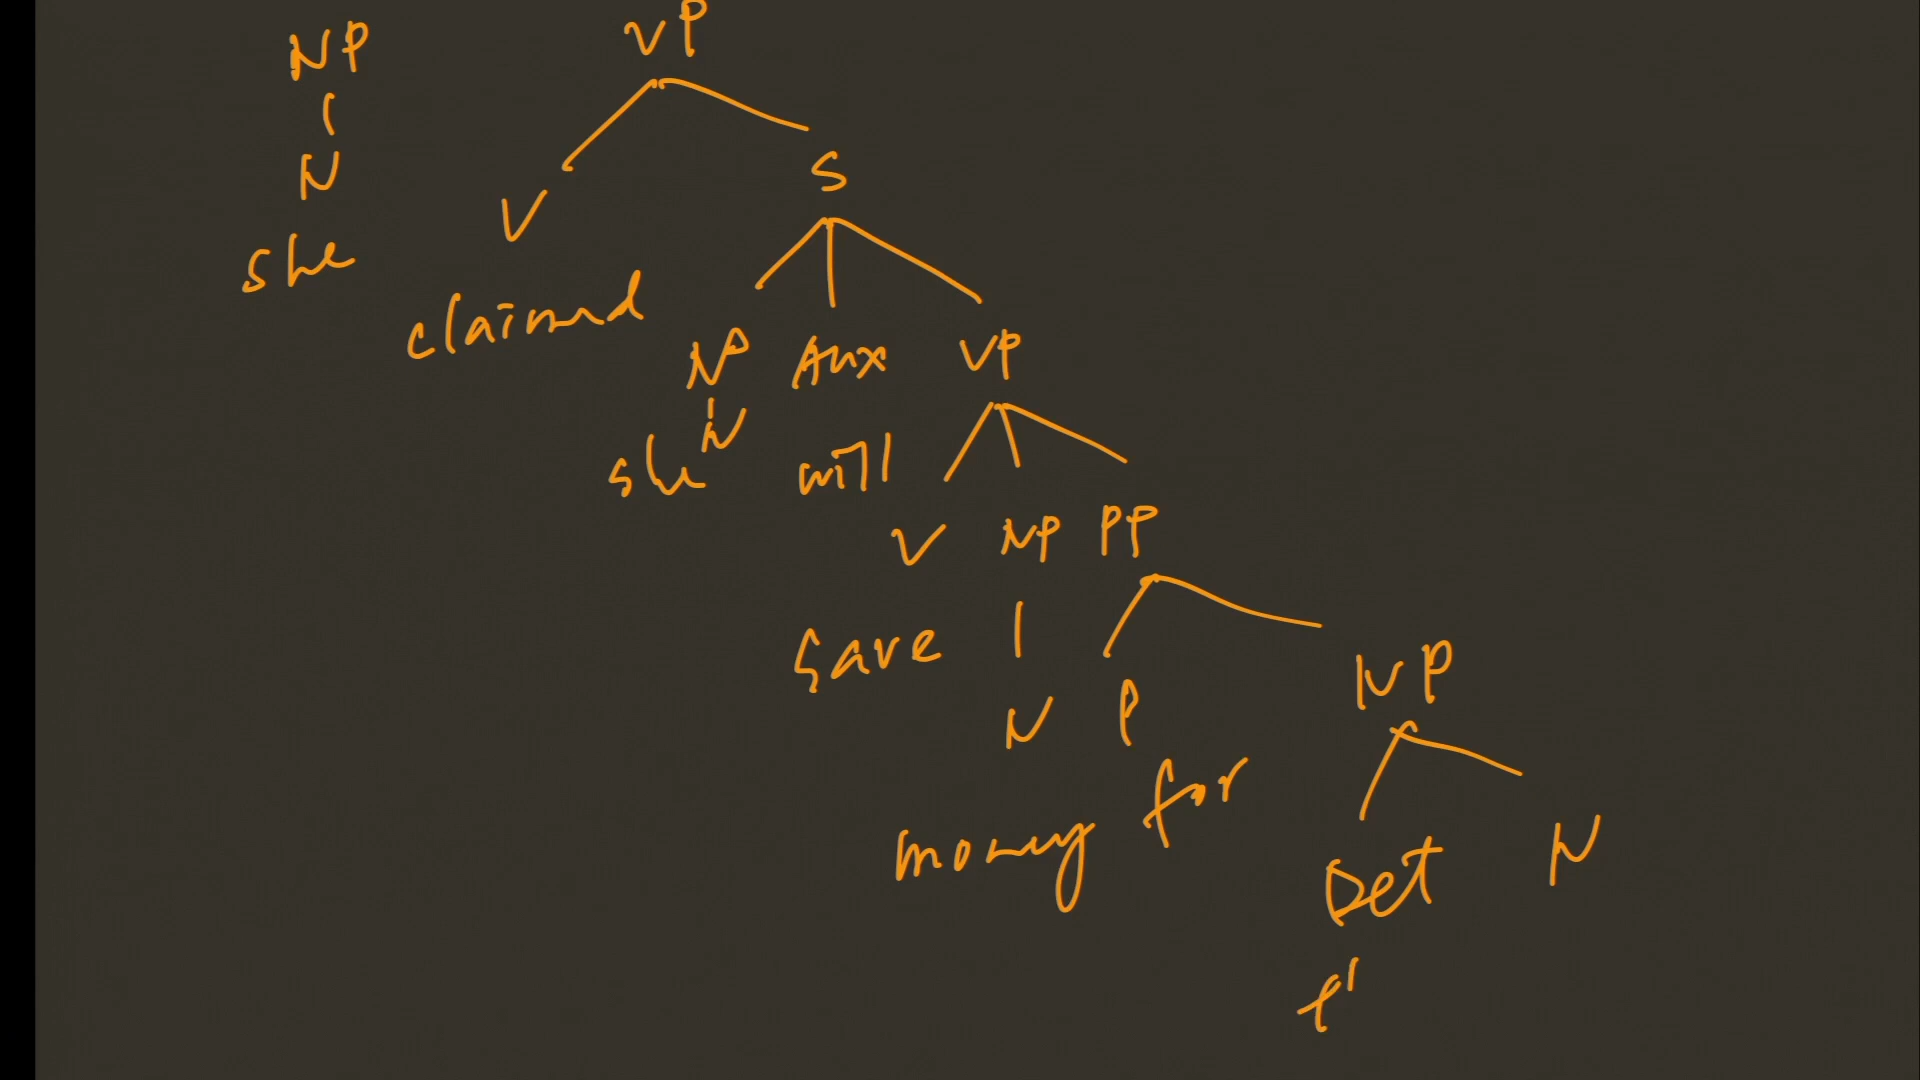 NP VP
N
V S
she
claimed
NP Aux VP
N
she will
V NP PP
save
N P NP
money for
Det N